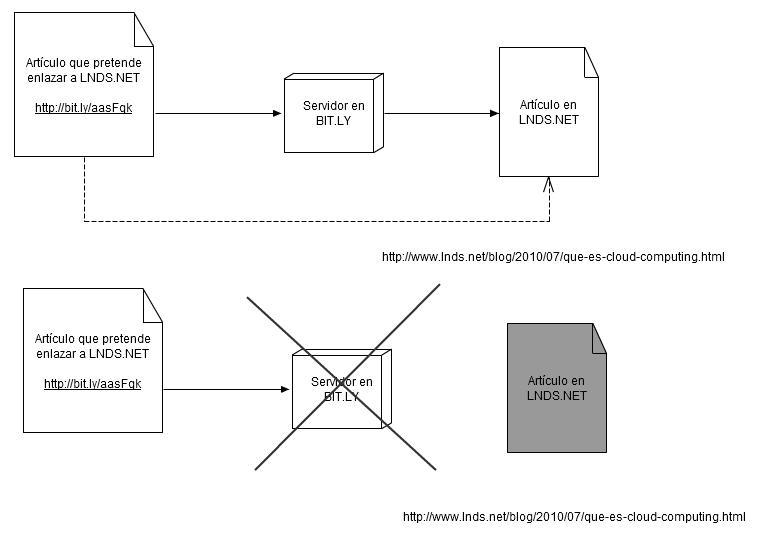 Artículo que pretende
enlazar a LNDS.NET
http://bit.ly/aasFqk
Servidor en
BIT.LY
Artículo en
LNDS.NET
http://www.lnds.net/blog/2010/07/que-es-cloud-computing.html
Artículo que pretende
enlazar a LNDS.NET
http://bit.ly/aasFqk
Servidor en
BIT.LY
Artículo en
LNDS.NET
http://www.lnds.net/blog/2010/07/que-es-cloud-computing.html